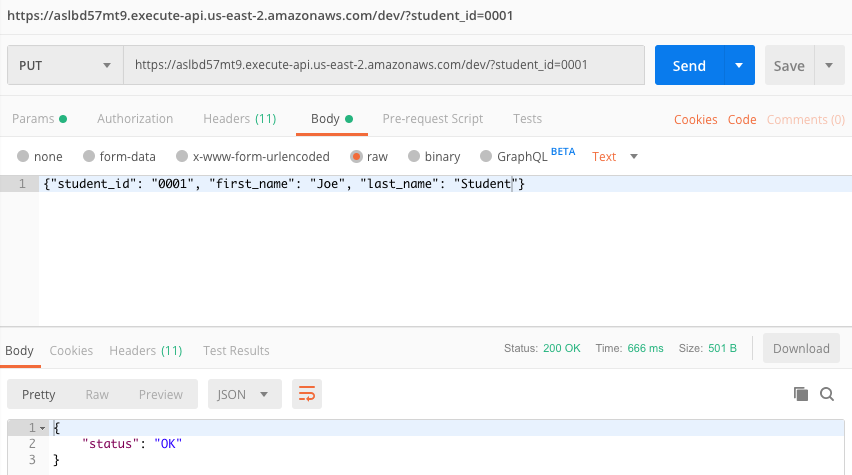 https://aslbd57mt9.execute-api.us-east-2.amazonaws.com/dev/?student_id=0001
PUT https://aslbd57mt9.execute-api.us-east-2.amazonaws.com/dev/?student_id=0001 Send Save
Params Authorization Headers (11) Body Pre-request Script Tests Cookies Code Comments (0)
none form-data x-www-form-urlencoded raw binary GraphQL BETA Text
1 {"student_id": "0001", "first_name": "Joe", "last_name": "Student"}
Body Cookies Headers (11) Test Results Status: 200 OK Time: 666 ms Size: 501 B Download
Pretty Raw Preview JSON
1 {
2 "status": "OK"
3 }